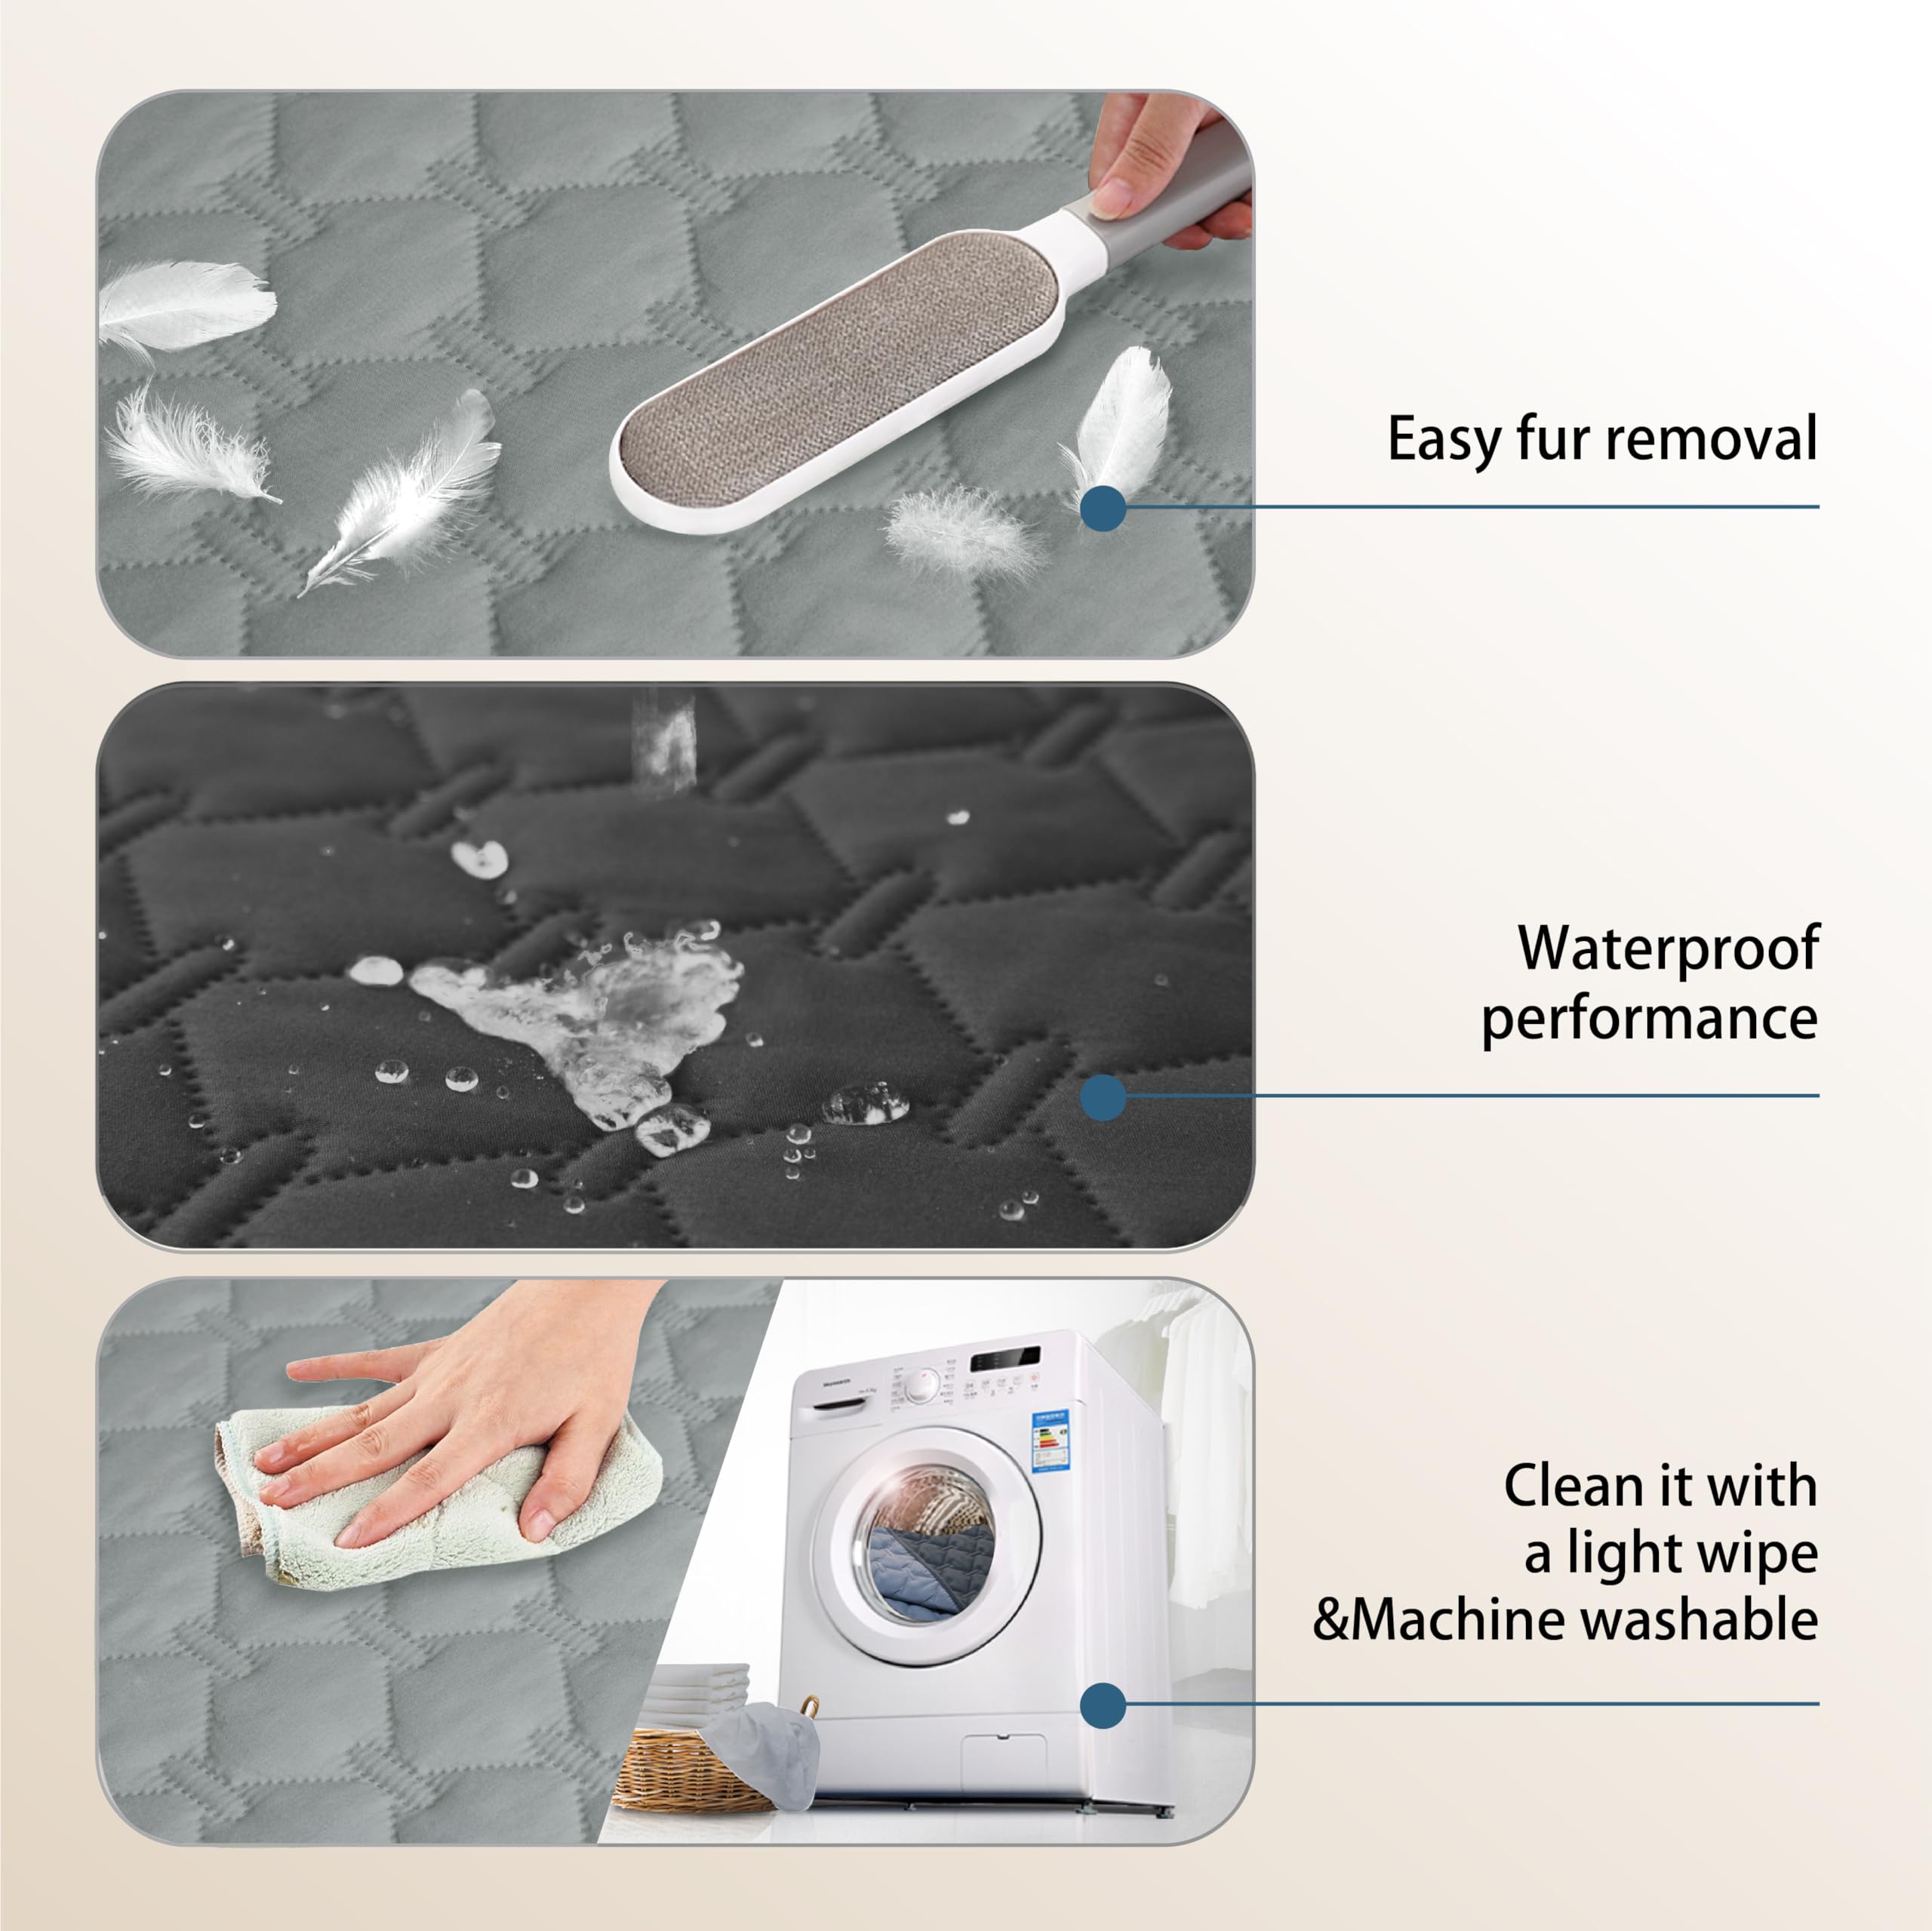 Easy fur removal
Waterproof
performance
Clean it with
a light wipe
&Machine washable